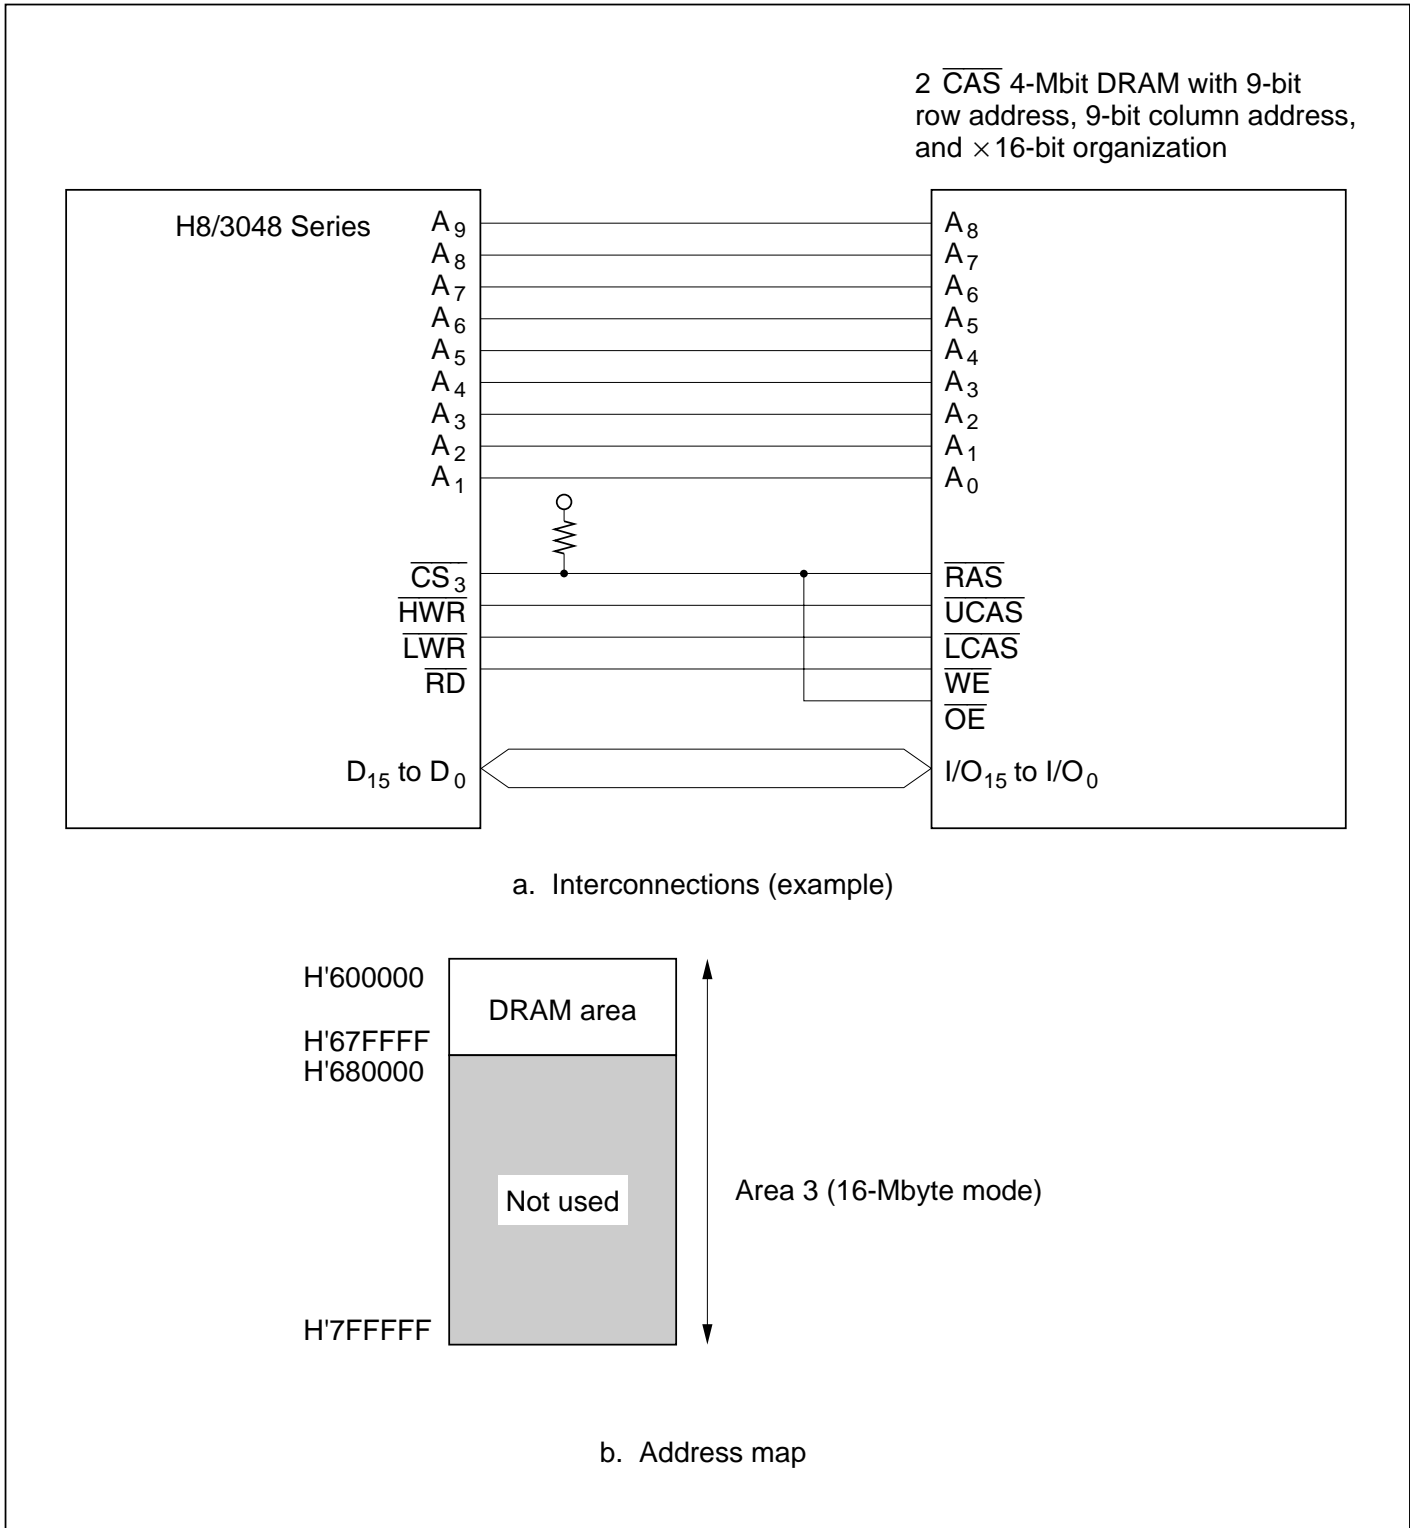 2 CAS 4-Mbit DRAM with 9-bit
row address, 9-bit column address,
and ×16-bit organization
H8/3048 Series
A9
A8
A7
A6
A5
A4
A3
A2
A1
CS3
HWR
LWR
RD
D15 to D0
A8
A7
A6
A5
A4
A3
A2
A1
A0
RAS
UCAS
LCAS
WE
OE
I/O15 to I/O0
a. Interconnections (example)
H'600000
DRAM area
H'67FFFF
H'680000
Not used
Area 3 (16-Mbyte mode)
H'7FFFFF
b. Address map